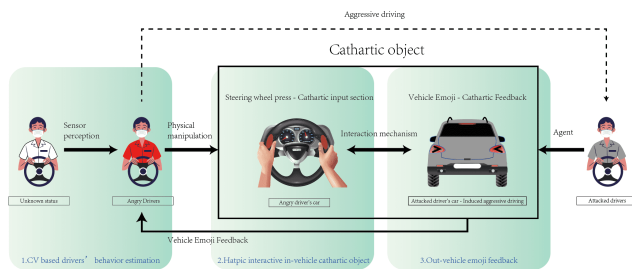 Aggressive driving
Cathartic object
Steering wheel press - Cathartic input section
Vehicle Emoji - Cathartic Feedback
Sensor
perception
Physical
manipulation
Interaction mechanism
Agent
Unknown status
Angry Drivers
Angry driver's car
Attacked driver's car - Induced aggressive driving
Attacked drivers
Vehicle Emoji Feedback
1.CV based drivers’ behavior estimation
2.Hatpic interactive in-vehicle cathartic object
3.Out-vehicle emoji feedback